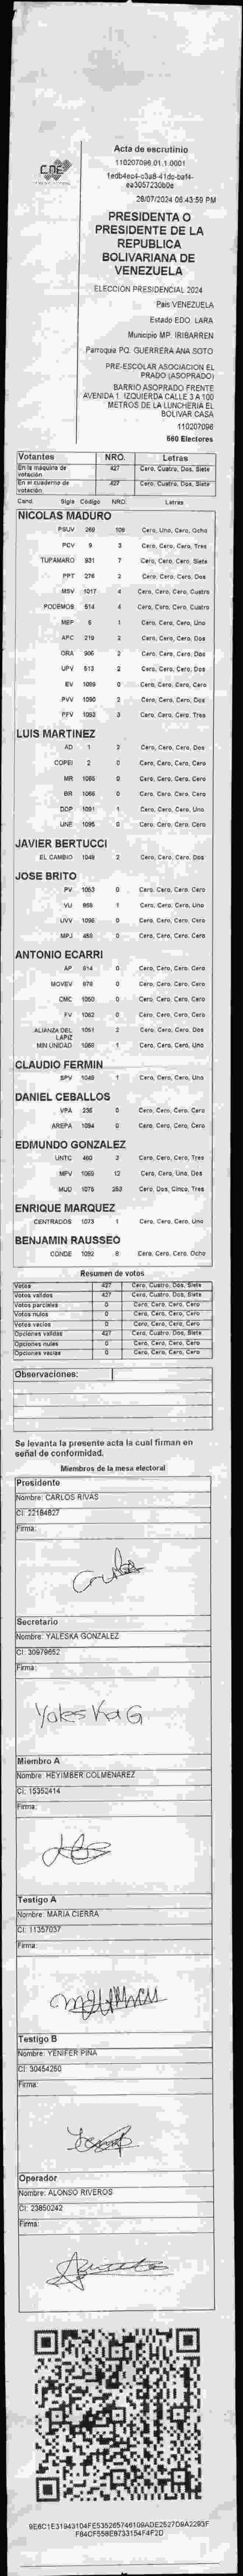 CNE
Acta de escrutinio
110207096.01.1.0001
28/07/2024 06:43:59 PM
PRESIDENTA O
PRESIDENTE DE LA
REPUBLICA
BOLIVARIANA DE
VENEZUELA
ELECCION PRESIDENCIAL 2024
Pais VENEZUELA
Estado EDO. LARA
Municipio MP. IRIBARREN
Parroquia PQ. GUERRERA ANA SOTO
PRE-ESCOLAR ASOCIACION EL
PRADO (ASOPRADO)
BARRIO ASOPRADO FRENTE
AVENIDA 1. IZQUIERDA CALLE 3 A 100
METROS DE LA LUNCHERIA EL
BOLIVAR CASA
110207096
560 Electores
Votantes NRO. Letras
En la máquina de votación 427 Cero, Cuatro, Dos, Siete
En el cuaderno de votación 427 Cero, Cuatro, Dos, Siete
Cand. Sigla Código NRO. Letras
NICOLAS MADURO
PSUV 269 108 Cero, Uno, Cero, Ocho
PCV 9 3 Cero, Cero, Cero, Tres
TUPAMARO 931 7 Cero, Cero, Cero, Siete
PPT 276 2 Cero, Cero, Cero, Dos
MSV 1017 4 Cero, Cero, Cero, Cuatro
PODEMOS 514 4 Cero, Cero, Cero, Cuatro
MEP 6 1 Cero, Cero, Cero, Uno
APC 219 2 Cero, Cero, Cero, Dos
ORA 906 2 Cero, Cero, Cero, Dos
UPV 513 2 Cero, Cero, Cero, Dos
EV 1089 0 Cero, Cero, Cero, Cero
PVV 1090 2 Cero, Cero, Cero, Dos
PFV 1093 3 Cero, Cero, Cero, Tres
LUIS MARTINEZ
AD 1 2 Cero, Cero, Cero, Dos
COPEI 2 0 Cero, Cero, Cero, Cero
MR 1065 0 Cero, Cero, Cero, Cero
BR 1066 0 Cero, Cero, Cero, Cero
DDP 1091 1 Cero, Cero, Cero, Uno
UNE 1095 0 Cero, Cero, Cero, Cero
JAVIER BERTUCCI
EL CAMBIO 1049 2 Cero, Cero, Cero, Dos
JOSE BRITO
PV 1063 0 Cero, Cero, Cero, Cero
VU 958 1 Cero, Cero, Cero, Uno
UVV 1096 0 Cero, Cero, Cero, Cero
MPJ 459 0 Cero, Cero, Cero, Cero
ANTONIO ECARRI
AP 914 0 Cero, Cero, Cero, Cero
MOVEV 978 0 Cero, Cero, Cero, Cero
CMC 1050 0 Cero, Cero, Cero, Cero
FV 1062 0 Cero, Cero, Cero, Cero
ALIANZA DEL LAPIZ 1051 2 Cero, Cero, Cero, Dos
MIN UNIDAD 1058 1 Cero, Cero, Cero, Uno
CLAUDIO FERMIN
SPV 1048 1 Cero, Cero, Cero, Uno
DANIEL CEBALLOS
VPA 235 0 Cero, Cero, Cero, Cero
AREPA 1094 0 Cero, Cero, Cero, Cero
EDMUNDO GONZALEZ
UNTC 460 3 Cero, Cero, Cero, Tres
MPV 1069 12 Cero, Cero, Uno, Dos
MUD 1075 253 Cero, Dos, Cinco, Tres
ENRIQUE MARQUEZ
CENTRADOS 1073 1 Cero, Cero, Cero, Uno
BENJAMIN RAUSSEO
CONDE 1092 8 Cero, Cero, Cero, Ocho
Resumen de votos
Votos 427 Cero, Cuatro, Dos, Siete
Votos validos 427 Cero, Cuatro, Dos, Siete
Votos parciales 0 Cero, Cero, Cero, Cero
Votos nulos 0 Cero, Cero, Cero, Cero
Votos vacios 0 Cero, Cero, Cero, Cero
Opciones validas 427 Cero, Cuatro, Dos, Siete
Opciones nulas 0 Cero, Cero, Cero, Cero
Opciones vacias 0 Cero, Cero, Cero, Cero
Observaciones:
Se levanta la presente acta la cual firman en
señal de conformidad.
Miembros de la mesa electoral
Presidente
Nombre: CARLOS RIVAS
CI: 22184827
Firma:
Secretario
Nombre: YALESKA GONZALEZ
CI: 30979652
Firma:
Yaleska G
Miembro A
Nombre: HEYIMBER COLMENAREZ
CI: 15352414
Firma:
Testigo A
Nombre: MARIA CIERRA
CI: 11357037
Firma:
Testigo B
Nombre: YENIFER PIÑA
CI: 30454250
Firma:
Operador
Nombre: ALONSO RIVEROS
CI: 23850242
Firma: